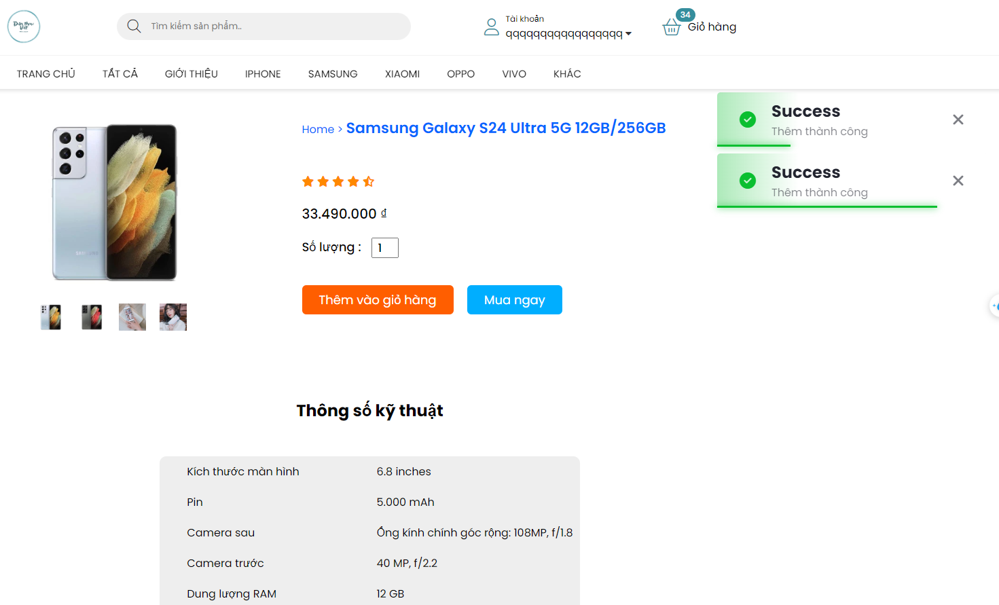 Điện thoại
Việt
Tìm kiếm sản phẩm..
Tài khoản
qqqqqqqqqqqqqqqqq
34
Giỏ hàng
TRANG CHỦ TẤT CẢ GIỚI THIỆU IPHONE SAMSUNG XIAOMI OPPO VIVO KHÁC
Success
Thêm thành công
Success
Thêm thành công
Home > Samsung Galaxy S24 Ultra 5G 12GB/256GB
33.490.000 ₫
Số lượng : 1
Thêm vào giỏ hàng Mua ngay
SAMSUNG
Thông số kỹ thuật
Kích thước màn hình 6.8 inches
Pin 5.000 mAh
Camera sau Ống kính chính góc rộng: 108MP, f/1.8
Camera trước 40 MP, f/2.2
Dung lượng RAM 12 GB